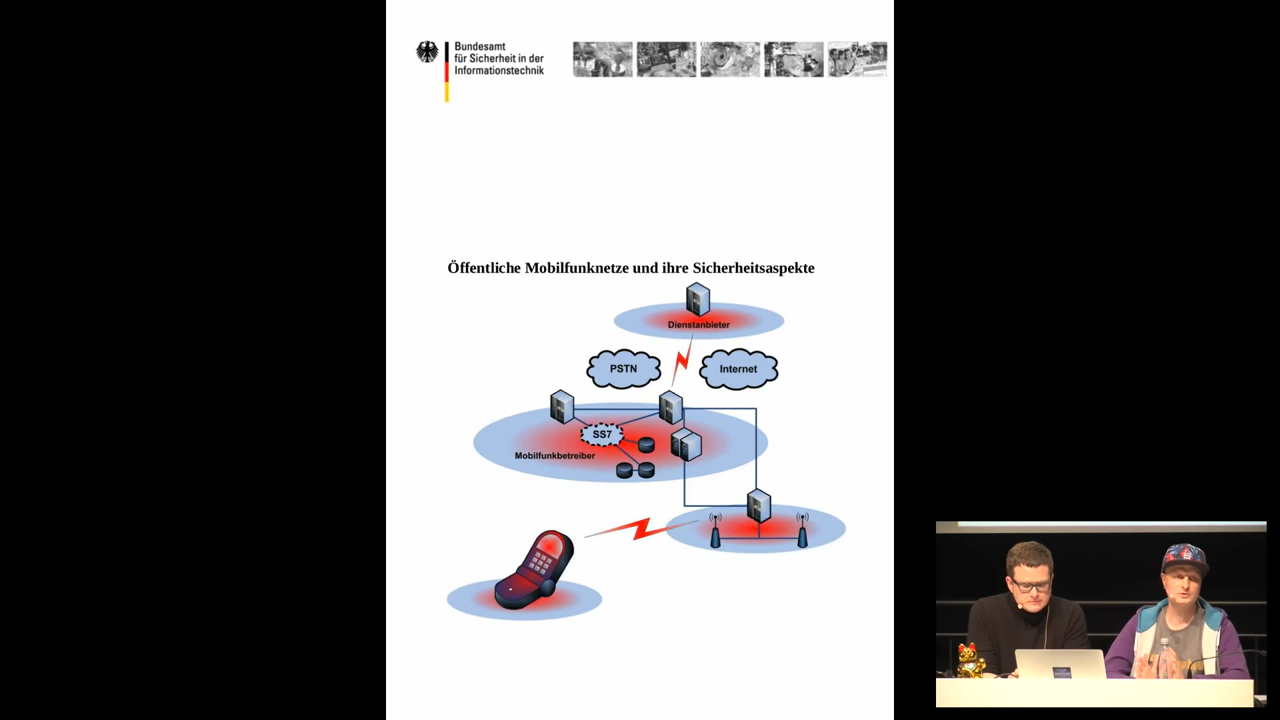 Bundesamt
für Sicherheit in der
Informationstechnik
Öffentliche Mobilfunknetze und ihre Sicherheitsaspekte
Dienstanbieter
PSTN
Internet
SS7
Mobilfunkbetreiber